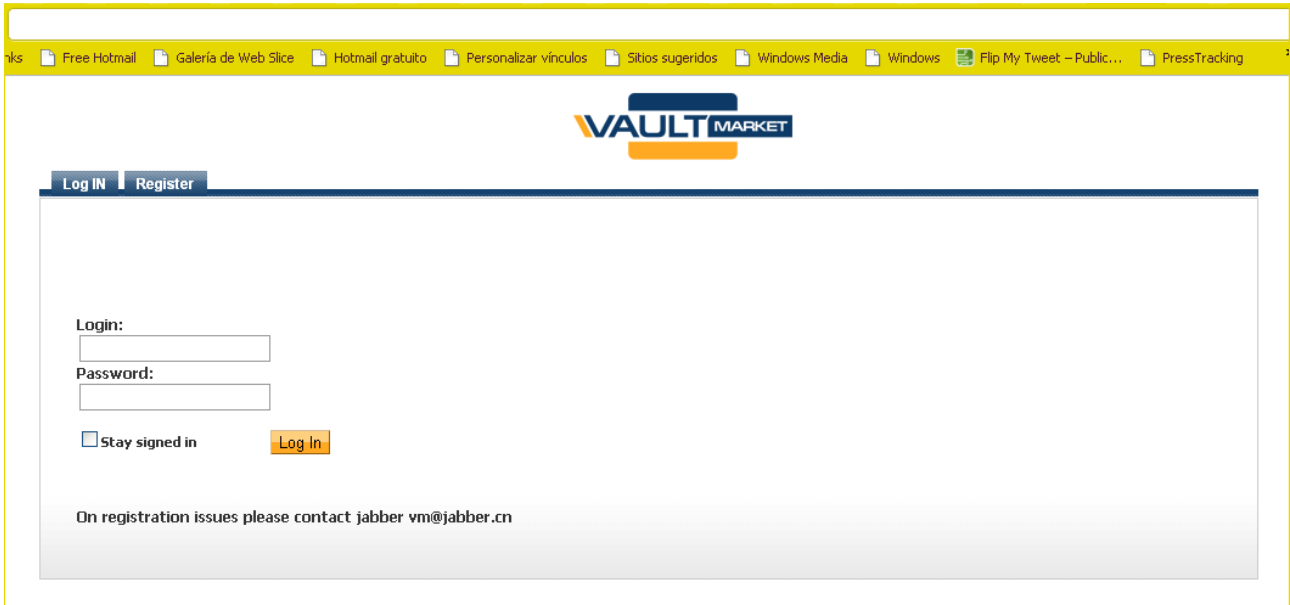 Free Hotmail Galería de Web Slice Hotmail gratuito Personalizar vínculos Sitios sugeridos Windows Media Windows Flip My Tweet – Public... PressTracking
VAULT MARKET
Log IN Register
Login:
Password:
Stay signed in Log In
On registration issues please contact jabber vm@jabber.cn